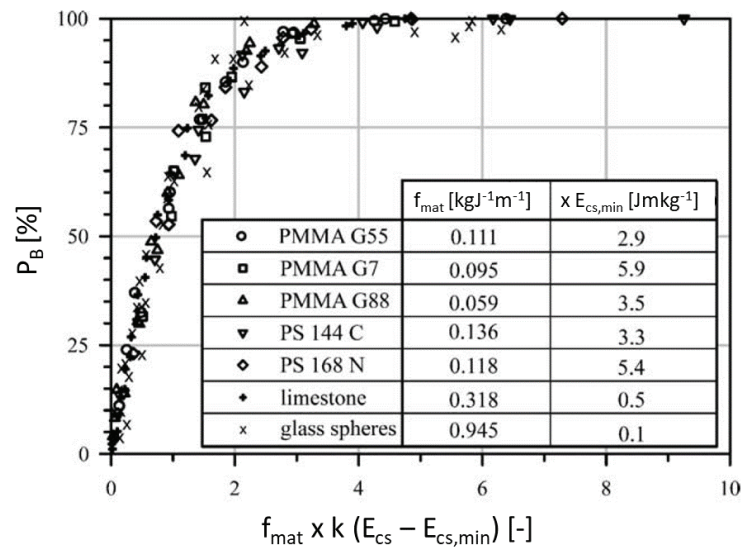 100
75
50
25
0
P_B [%]
f_mat [kgJ⁻¹m⁻¹] x E_cs,min [Jmkg⁻¹]
PMMA G55 0.111 2.9
PMMA G7 0.095 5.9
PMMA G88 0.059 3.5
PS 144 C 0.136 3.3
PS 168 N 0.118 5.4
limestone 0.318 0.5
glass spheres 0.945 0.1
0 2 4 6 8 10
f_mat x k (E_cs – E_cs,min) [-]